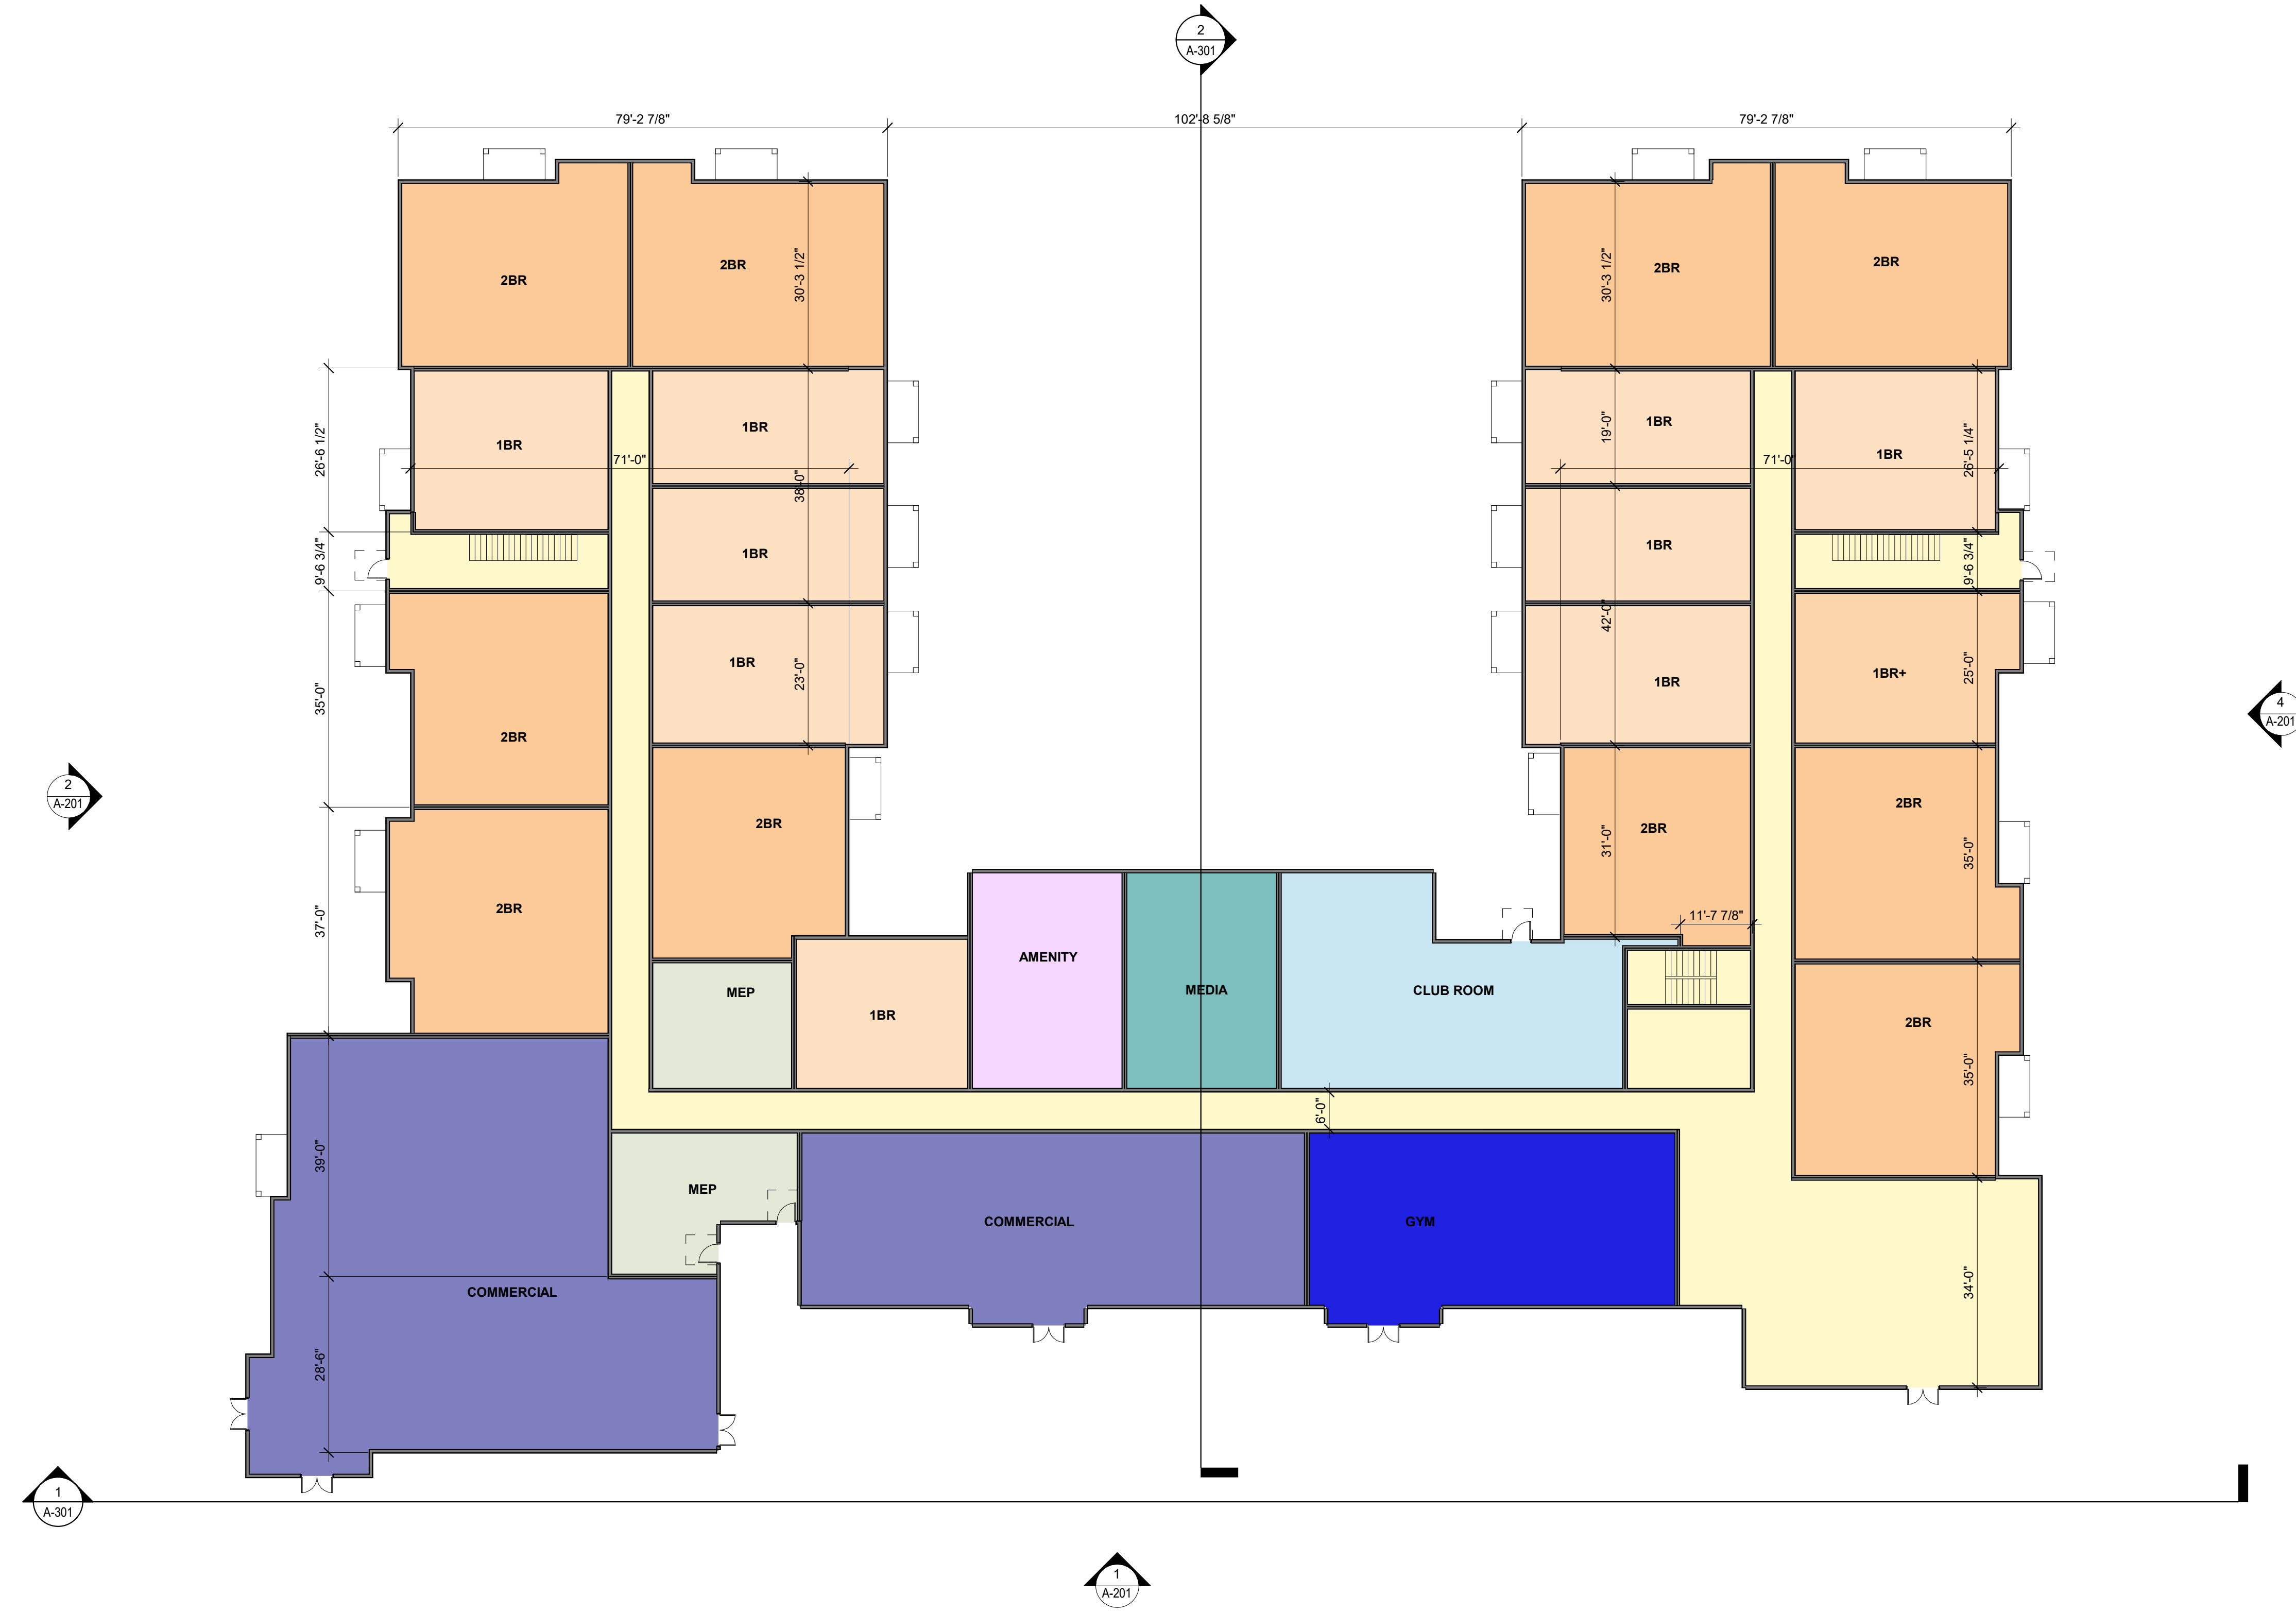 2
A-301
79'-2 7/8"
102'-8 5/8"
79'-2 7/8"
2BR
2BR
30'-3 1/2"
30'-3 1/2"
2BR
2BR
1BR
1BR
26'-6 1/2"
71'-0"
38'-0"
19'-0"
1BR
1BR
71'-0"
26'-5 1/4"
1BR
1BR
9'-6 3/4"
9'-6 3/4"
42'-0"
1BR
23'-0"
1BR
1BR+
25'-0"
35'-0"
2BR
4
A-201
2
A-201
2BR
2BR
31'-0"
2BR
35'-0"
37'-0"
2BR
11'-7 7/8"
AMENITY
MEDIA
CLUB ROOM
MEP
1BR
2BR
35'-0"
6'-0"
39'-0"
MEP
COMMERCIAL
GYM
COMMERCIAL
34'-0"
28'-6"
1
A-301
1
A-201